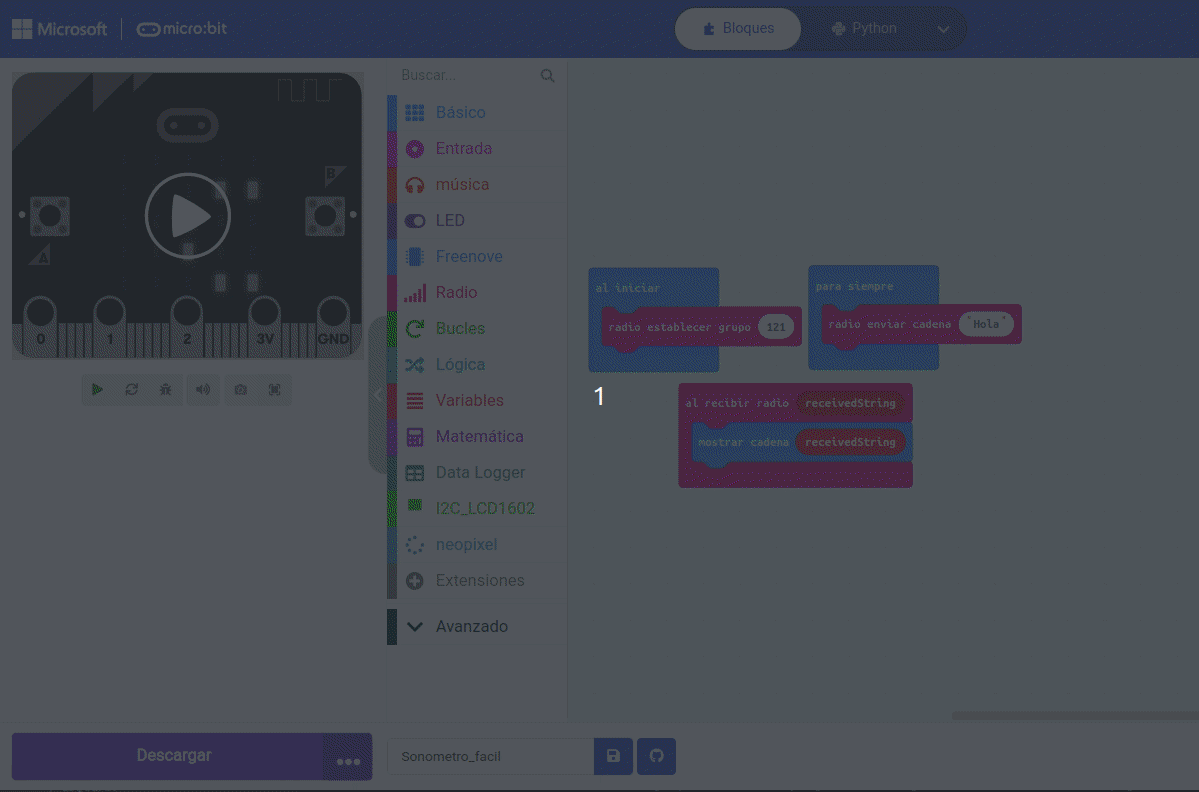 Microsoft
micro:bit
Bloques
Python
Buscar...
Básico
Entrada
música
LED
Freenove
Radio
Bucles
Lógica
Variables
Matemática
Data Logger
I2C_LCD1602
neopixel
Extensiones
Avanzado
B
A
0 1 2 3V GND
al iniciar
radio establecer grupo 121
para siempre
radio enviar cadena "Hola"
1
al recibir radio receivedString
mostrar cadena receivedString
Descargar
Sonometro_facil